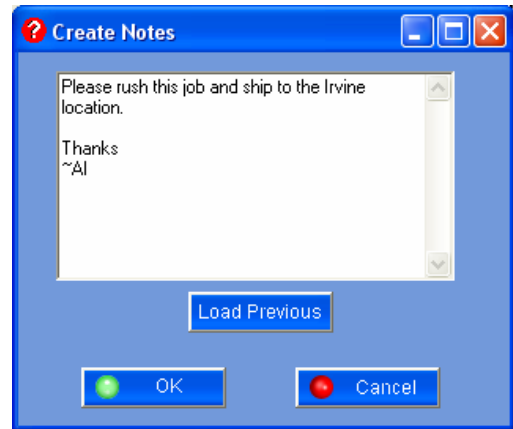 Create Notes
Please rush this job and ship to the Irvine
location.
Thanks
~Al
Load Previous
OK
Cancel